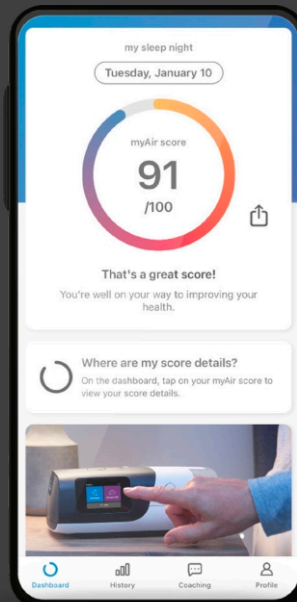 my sleep night
Tuesday, January 10
myAir score
91
/100
That's a great score!
You're well on your way to improving your
health.
Where are my score details?
On the dashboard, tap on your myAir score to
view your score details.
Dashboard
History
Coaching
Profile